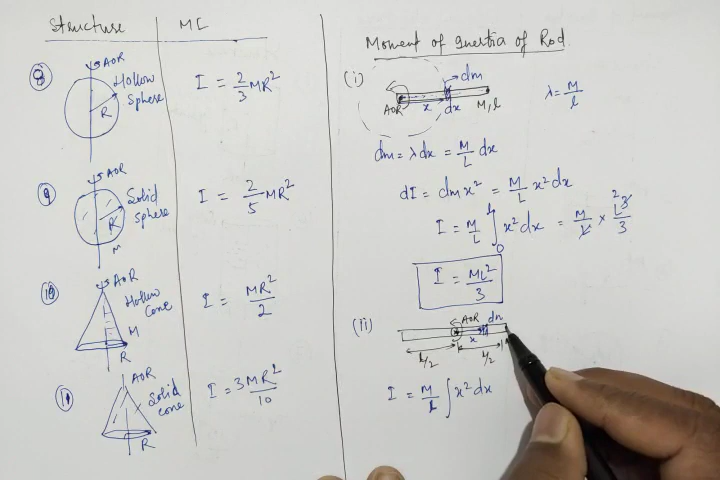 Structure MI
(8) AOR
Hollow
Sphere
R
I = 2/3 MR²
(9) AOR
Solid
sphere
R
M
I = 2/5 MR²
(10) AOR
Hollow
Cone
M
R
I = MR²/2
(11) AOR
Solid
cone
R
I = 3MR²/10
Moment of Inertia of Rod
(i) dm
AOR x dx M, l
λ = M/l
dm = λdx = M/L dx
dI = dm x² = M/L x² dx
I = M/L ∫₀ᴸ x² dx = M/L × L³/3
I = ML²/3
(ii) AOR
x
L/2 L/2
I = M/L ∫ x² dx